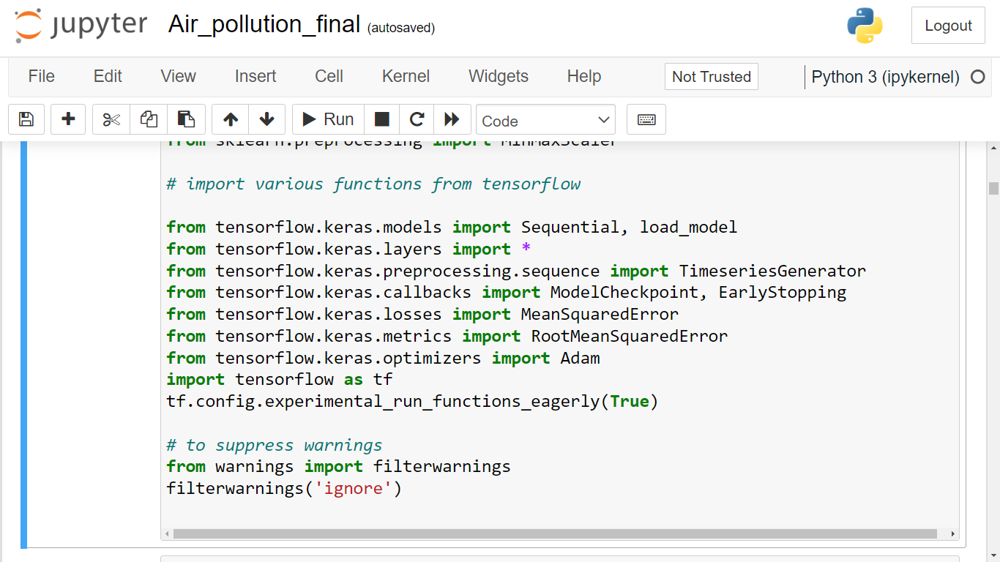 jupyter Air_pollution_final (autosaved) Logout
File Edit View Insert Cell Kernel Widgets Help Not Trusted Python 3 (ipykernel)
Run Code
from sklearn.preprocessing import MinMaxScaler
# import various functions from tensorflow
from tensorflow.keras.models import Sequential, load_model
from tensorflow.keras.layers import *
from tensorflow.keras.preprocessing.sequence import TimeseriesGenerator
from tensorflow.keras.callbacks import ModelCheckpoint, EarlyStopping
from tensorflow.keras.losses import MeanSquaredError
from tensorflow.keras.metrics import RootMeanSquaredError
from tensorflow.keras.optimizers import Adam
import tensorflow as tf
tf.config.experimental_run_functions_eagerly(True)
# to suppress warnings
from warnings import filterwarnings
filterwarnings('ignore')